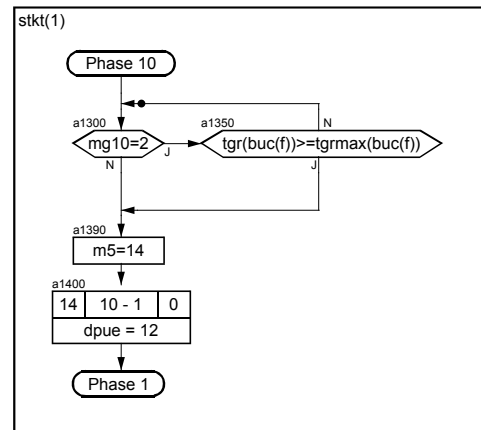 stkt(1)
Phase 10
a1300
mg10=2
J
N
a1350
N
tgr(buc(f))>=tgrmax(buc(f))
J
a1390
m5=14
a1400
14 10 - 1 0
dpue = 12
Phase 1